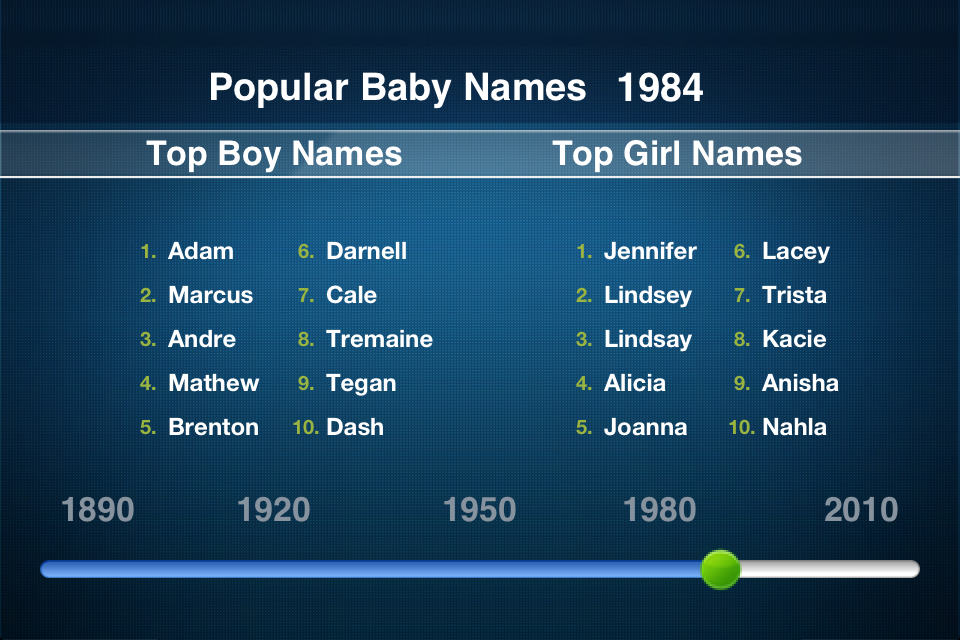 Popular Baby Names 1984
Top Boy Names Top Girl Names
1. Adam 6. Darnell 1. Jennifer 6. Lacey
2. Marcus 7. Cale 2. Lindsey 7. Trista
3. Andre 8. Tremaine 3. Lindsay 8. Kacie
4. Mathew 9. Tegan 4. Alicia 9. Anisha
5. Brenton 10. Dash 5. Joanna 10. Nahla
1890 1920 1950 1980 2010